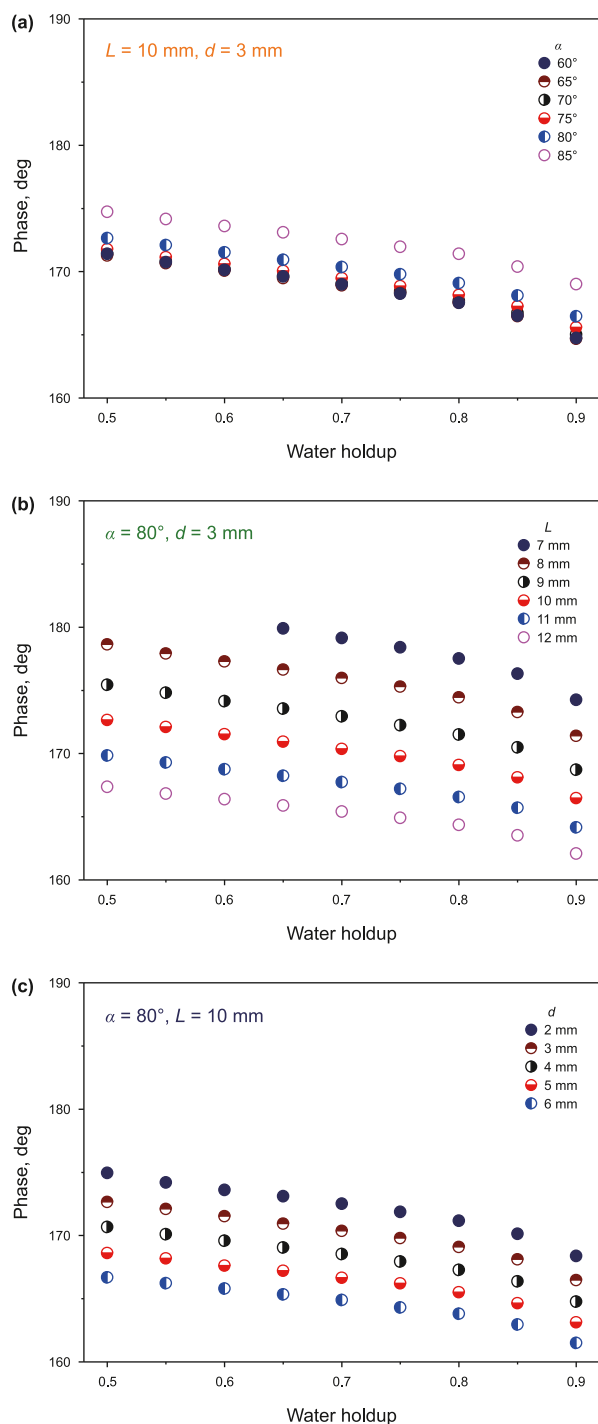 (a)
190
L = 10 mm, d = 3 mm
α
60°
65°
70°
75°
80°
85°
180
Phase, deg
170
160
0.5 0.6 0.7 0.8 0.9
Water holdup
(b)
190
α = 80°, d = 3 mm
L
7 mm
8 mm
9 mm
10 mm
11 mm
12 mm
180
Phase, deg
170
160
0.5 0.6 0.7 0.8 0.9
Water holdup
(c)
190
α = 80°, L = 10 mm
d
2 mm
3 mm
4 mm
5 mm
6 mm
180
Phase, deg
170
160
0.5 0.6 0.7 0.8 0.9
Water holdup